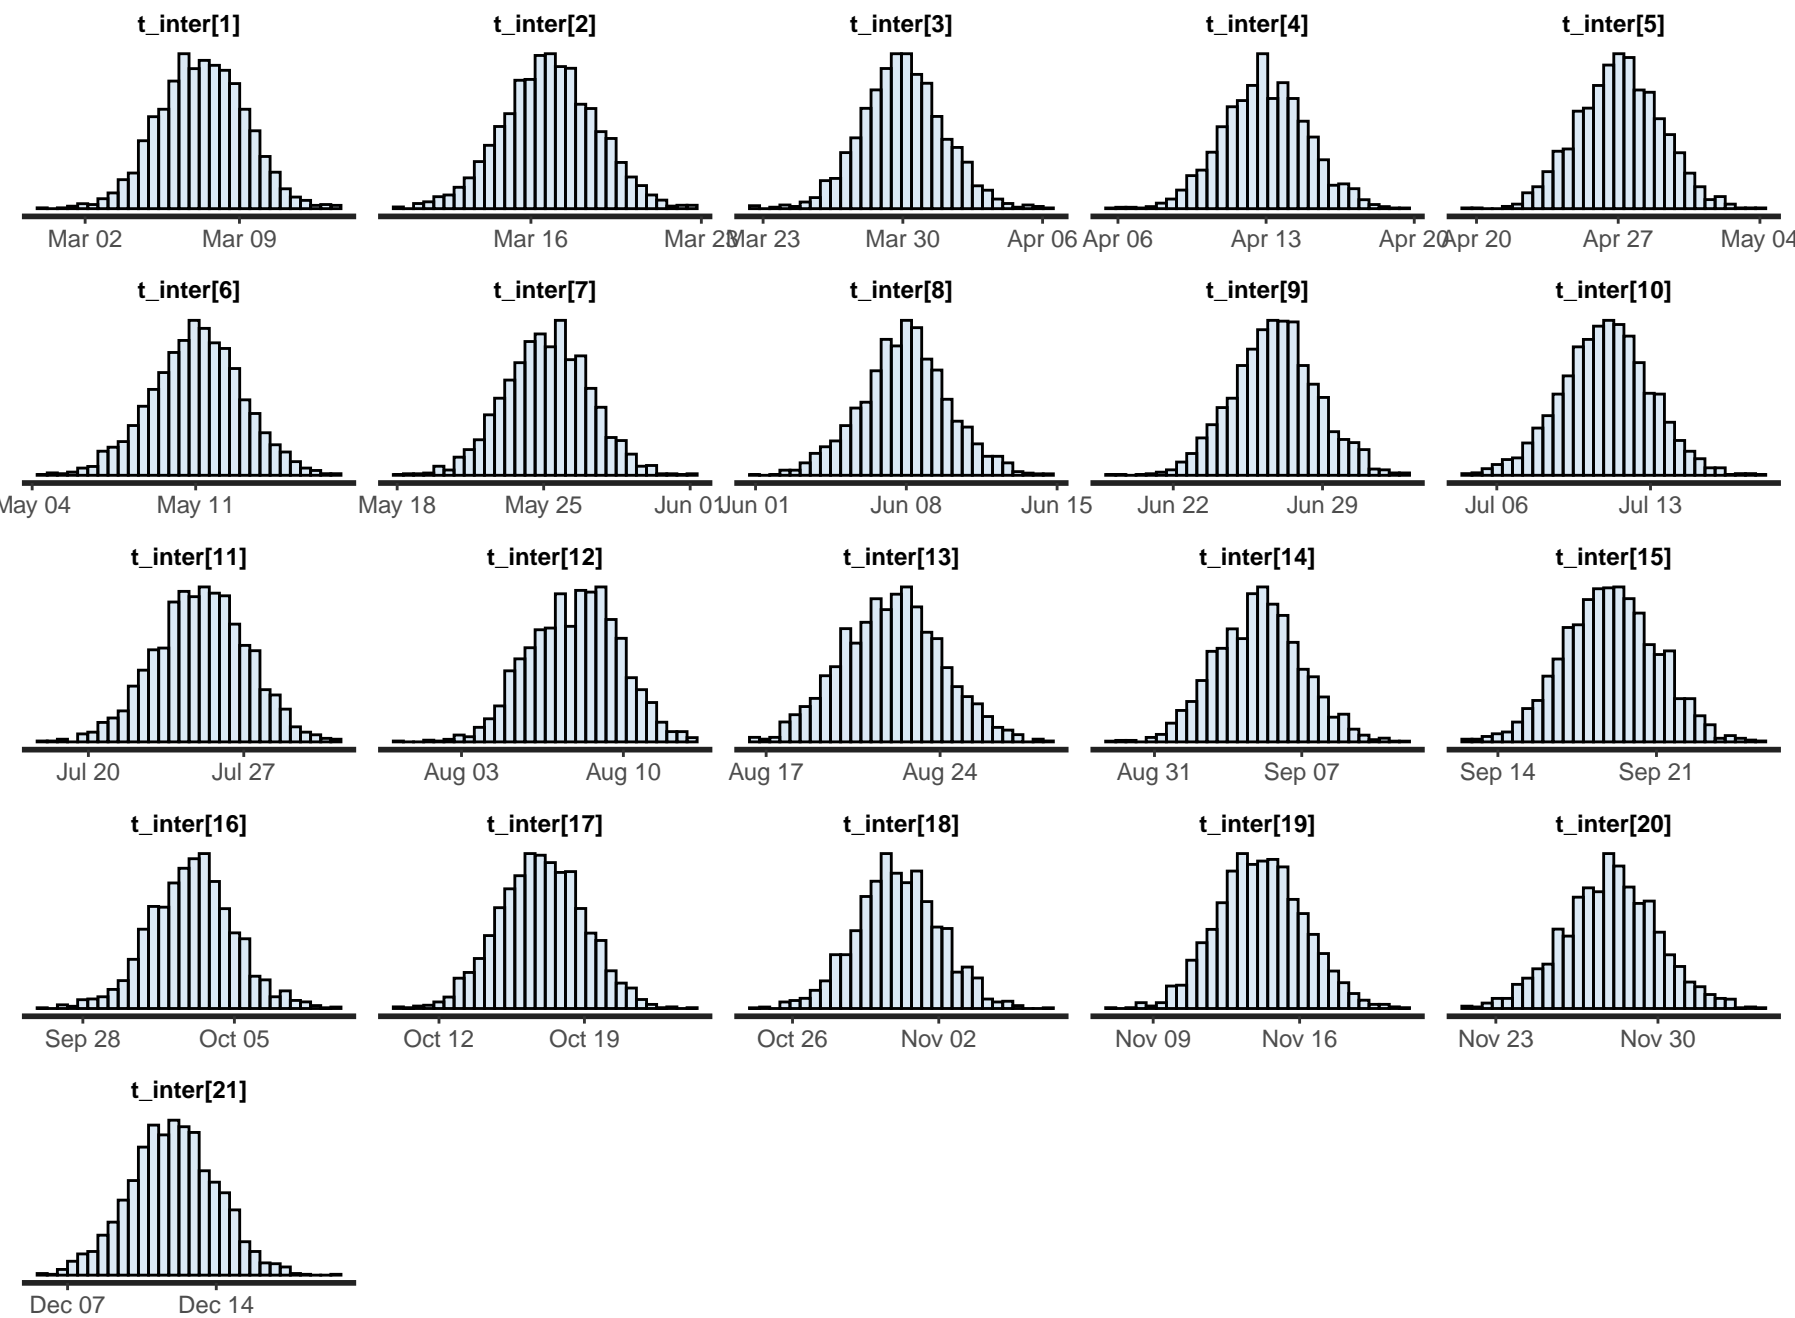 t_inter[1] t_inter[2] t_inter[3] t_inter[4] t_inter[5]
Mar 02 Mar 09 Mar 16 Mar 23 Mar 23 Mar 30 Apr 06 Apr 06 Apr 13 Apr 20 Apr 20 Apr 27 May 04
t_inter[6] t_inter[7] t_inter[8] t_inter[9] t_inter[10]
May 04 May 11 May 18 May 25 Jun 01 Jun 01 Jun 08 Jun 15 Jun 22 Jun 29 Jul 06 Jul 13
t_inter[11] t_inter[12] t_inter[13] t_inter[14] t_inter[15]
Jul 20 Jul 27 Aug 03 Aug 10 Aug 17 Aug 24 Aug 31 Sep 07 Sep 14 Sep 21
t_inter[16] t_inter[17] t_inter[18] t_inter[19] t_inter[20]
Sep 28 Oct 05 Oct 12 Oct 19 Oct 26 Nov 02 Nov 09 Nov 16 Nov 23 Nov 30
t_inter[21]
Dec 07 Dec 14